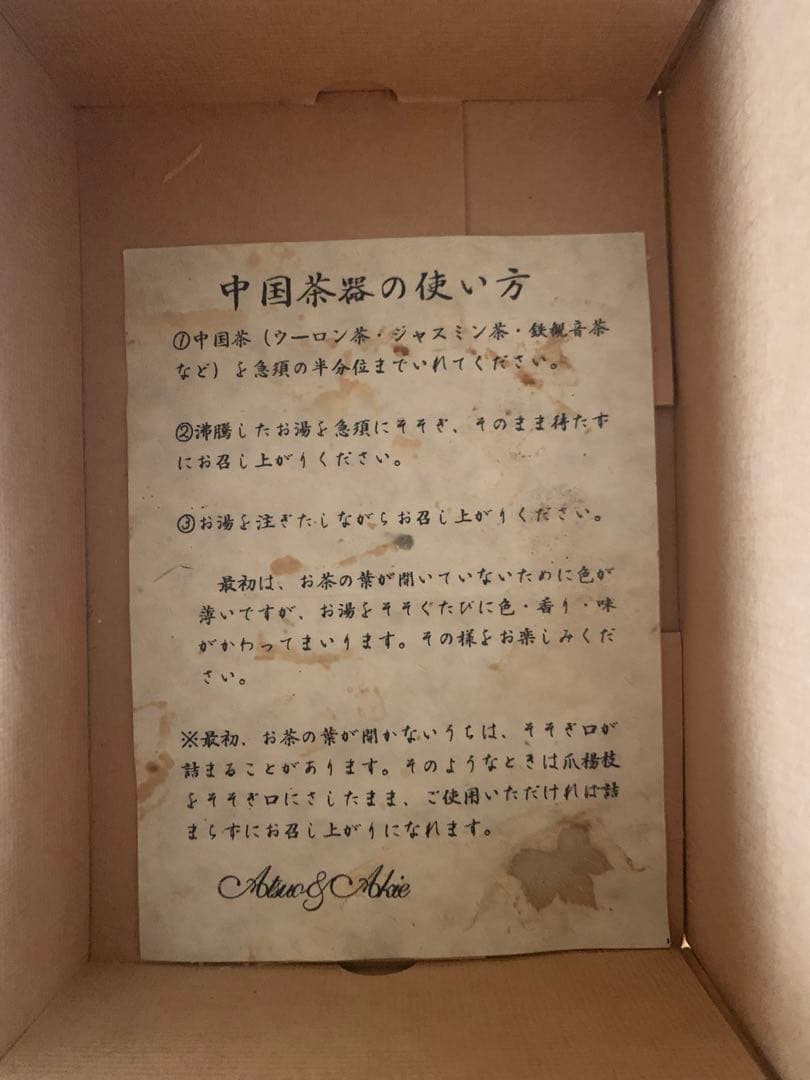 中国茶器の使い方
①中国茶（ウーロン茶・ジャスミン茶・鉄観音茶
など）を急須の半分位までいれてください。
②沸騰したお湯を急須にそそぎ、そのまま待たず
にお召し上がりください。
③お湯を注ぎたしながらお召し上がりください。
最初は、お茶の葉が開いていないために色が
薄いですが、お湯をそそぐたびに色・香り・味
がかわってまいります。その様をお楽しみくだ
さい。
※最初、お茶の葉が開かないうちは、そそぎ口が
詰まることがあります。そのようなときは爪楊枝
をそそぎ口にさしたまま、ご使用いただければ詰
まらずにお召し上がりになれます。
Atsuo & Akie